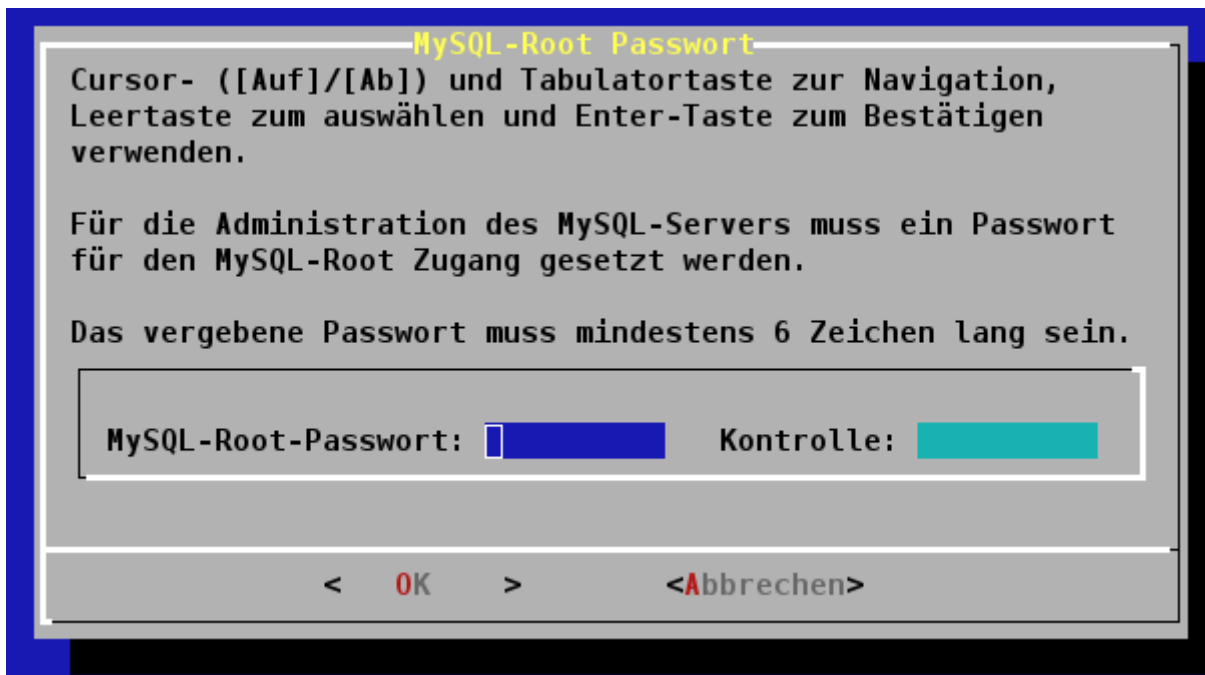 MySQL-Root Passwort
Cursor- ([Auf]/[Ab]) und Tabulatortaste zur Navigation,
Leertaste zum auswählen und Enter-Taste zum Bestätigen
verwenden.
Für die Administration des MySQL-Servers muss ein Passwort
für den MySQL-Root Zugang gesetzt werden.
Das vergebene Passwort muss mindestens 6 Zeichen lang sein.
MySQL-Root-Passwort: Kontrolle:
< OK > <Abbrechen>